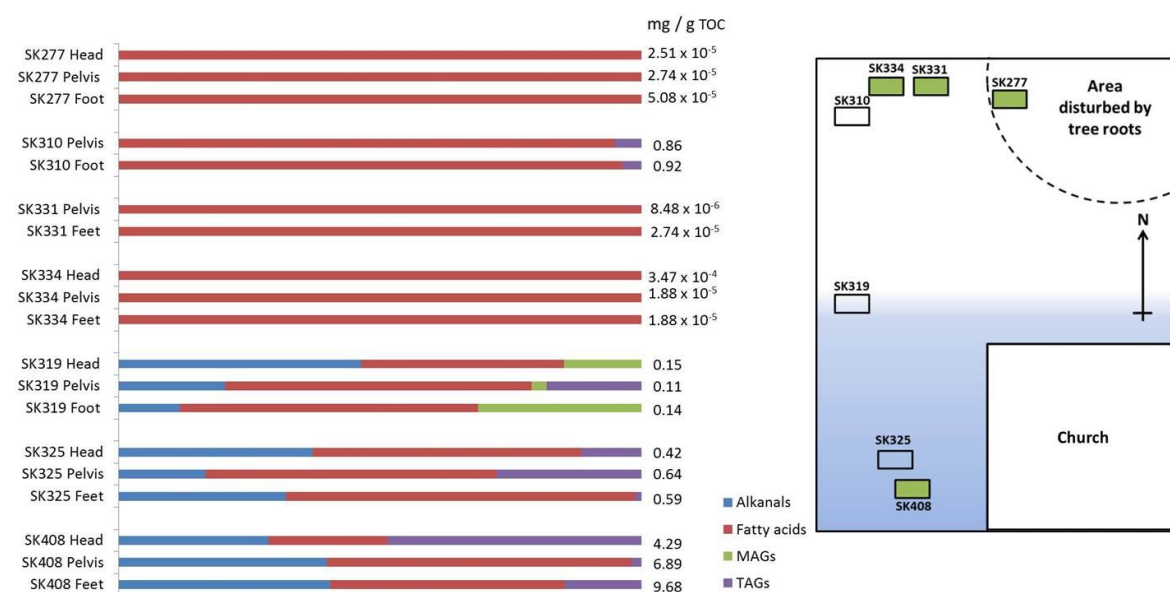 mg / g TOC
SK277 Head 2.51 x 10⁻⁵
SK277 Pelvis 2.74 x 10⁻⁵
SK277 Foot 5.08 x 10⁻⁵
SK310 Pelvis 0.86
SK310 Foot 0.92
SK331 Pelvis 8.48 x 10⁻⁶
SK331 Feet 2.74 x 10⁻⁵
SK334 Head 3.47 x 10⁻⁴
SK334 Pelvis 1.88 x 10⁻⁵
SK334 Feet 1.88 x 10⁻⁵
SK319 Head 0.15
SK319 Pelvis 0.11
SK319 Foot 0.14
SK325 Head 0.42
SK325 Pelvis 0.64
SK325 Feet 0.59
SK408 Head 4.29
SK408 Pelvis 6.89
SK408 Feet 9.68
Alkanals
Fatty acids
MAGs
TAGs
SK334 SK331
SK277
SK310
Area
disturbed by
tree roots
N
SK319
Church
SK325
SK408